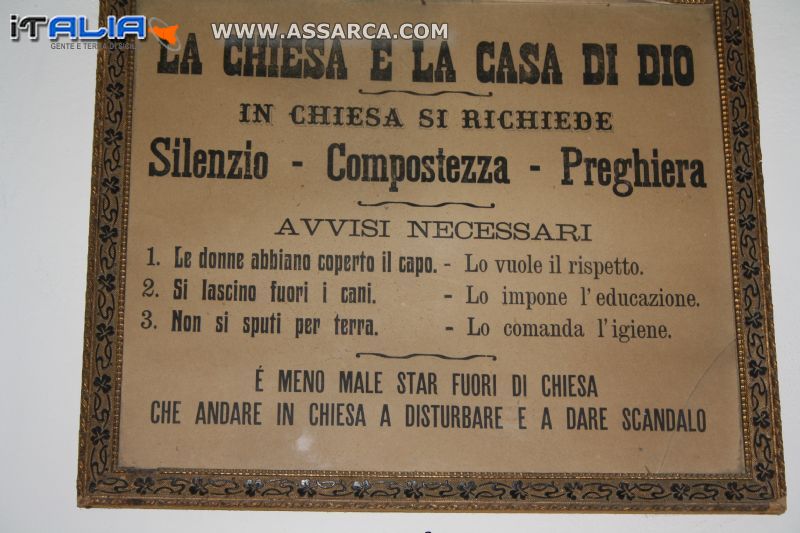 iTALIA
GENTE E TERRA DI SICILIA
WWW.ASSARCA.COM
LA CHIESA E LA CASA DI DIO
IN CHIESA SI RICHIEDE
Silenzio - Compostezza - Preghiera
AVVISI NECESSARI
1. Le donne abbiano coperto il capo. - Lo vuole il rispetto.
2. Si lascino fuori i cani. - Lo impone l'educazione.
3. Non si sputi per terra. - Lo comanda l'igiene.
É MENO MALE STAR FUORI DI CHIESA
CHE ANDARE IN CHIESA A DISTURBARE E A DARE SCANDALO